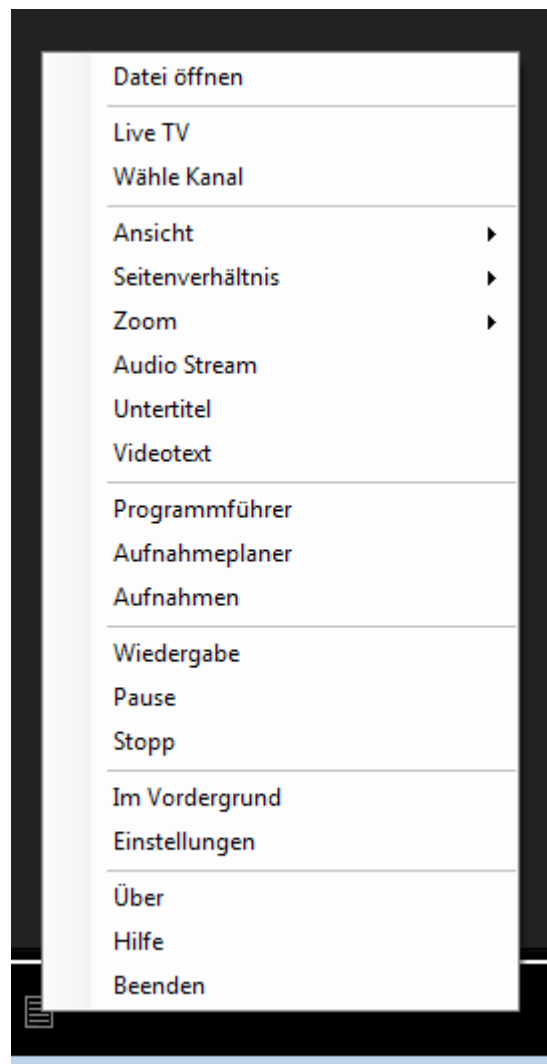 Datei öffnen
Live TV
Wähle Kanal
Ansicht
Seitenverhältnis
Zoom
Audio Stream
Untertitel
Videotext
Programmführer
Aufnahmeplaner
Aufnahmen
Wiedergabe
Pause
Stopp
Im Vordergrund
Einstellungen
Über
Hilfe
Beenden